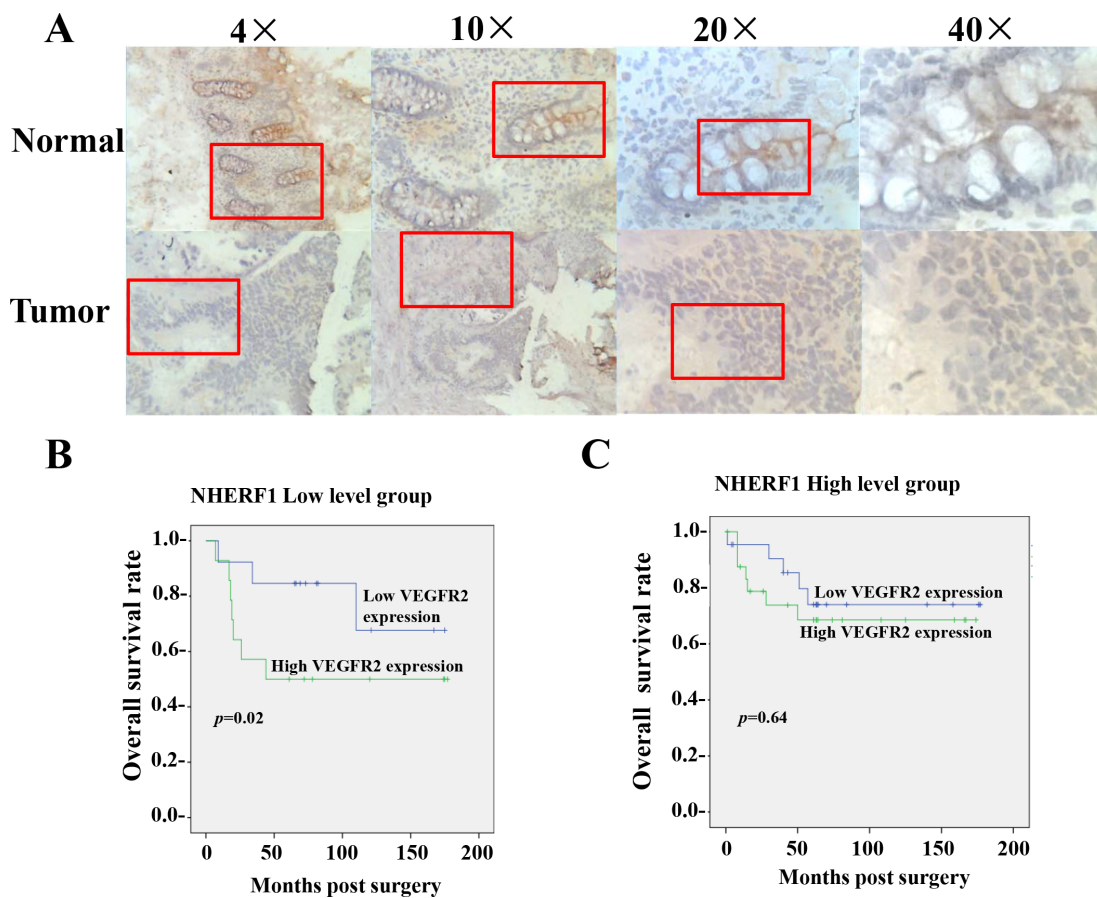 A
4×
10×
20×
40×
Normal
Tumor
B
NHERF1 Low level group
Overall survival rate
1.0-
0.8-
0.6-
0.4-
0.2-
0.0-
Low VEGFR2
expression
High VEGFR2 expression
p=0.02
0
50
100
150
200
Months post surgery
C
NHERF1 High level group
Overall survival rate
1.0-
0.8-
0.6-
0.4-
0.2-
0.0-
Low VEGFR2 expression
High VEGFR2 expression
p=0.64
0
50
100
150
200
Months post surgery